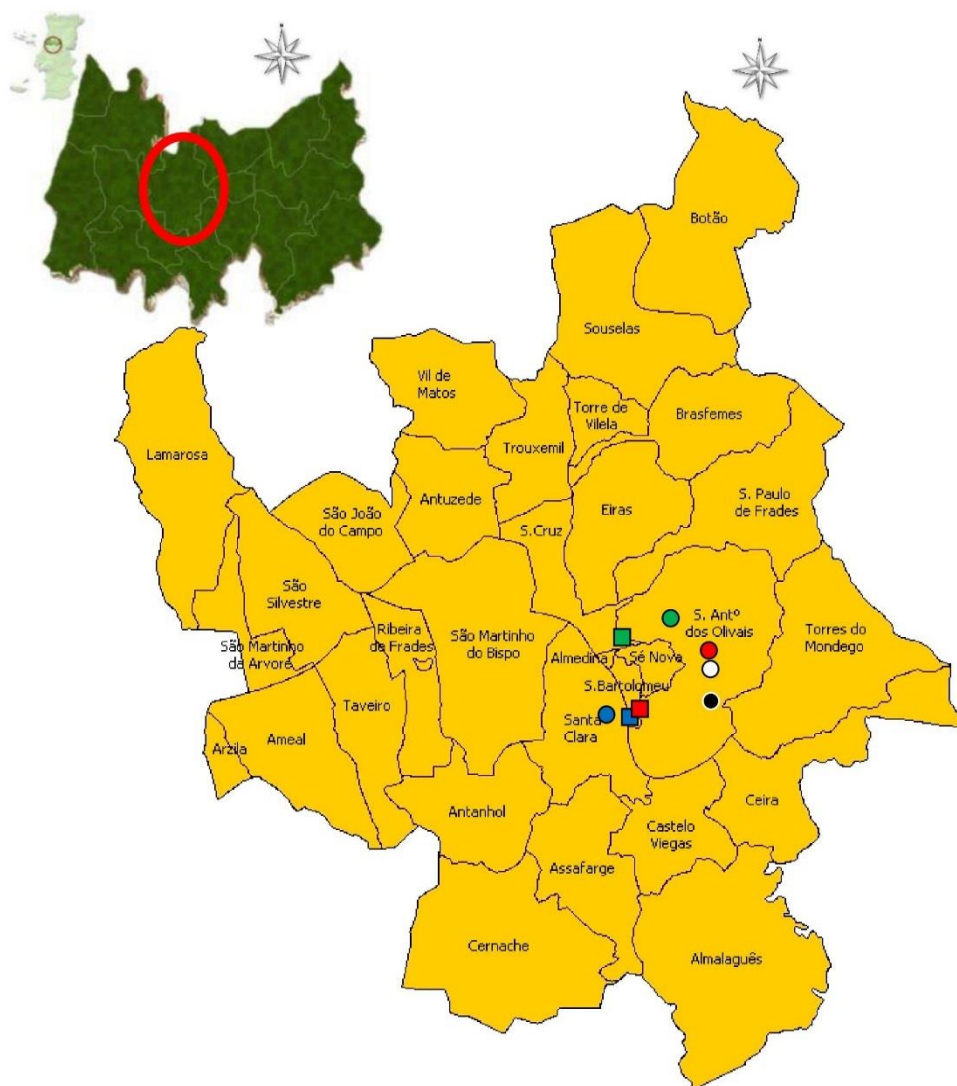 Botão
Souselas
Vil de
Matos
Torre de
Vilela
Brasfemes
Trouxemil
Lamarosa
Antuzede
S. Paulo
de Frades
São João
do Campo
Eiras
S.Cruz
São
Silvestre
S. Antº
dos Olivais
Ribeira
de Frades
São Martinho
do Bispo
Torres do
Mondego
São Martinho
da Arvore
Almedina
Sé Nova
S.Bartolomeu
Taveiro
Santa
Clara
Arzila
Ameal
Antanhol
Ceira
Castelo
Viegas
Assafarge
Cernache
Almalaguês